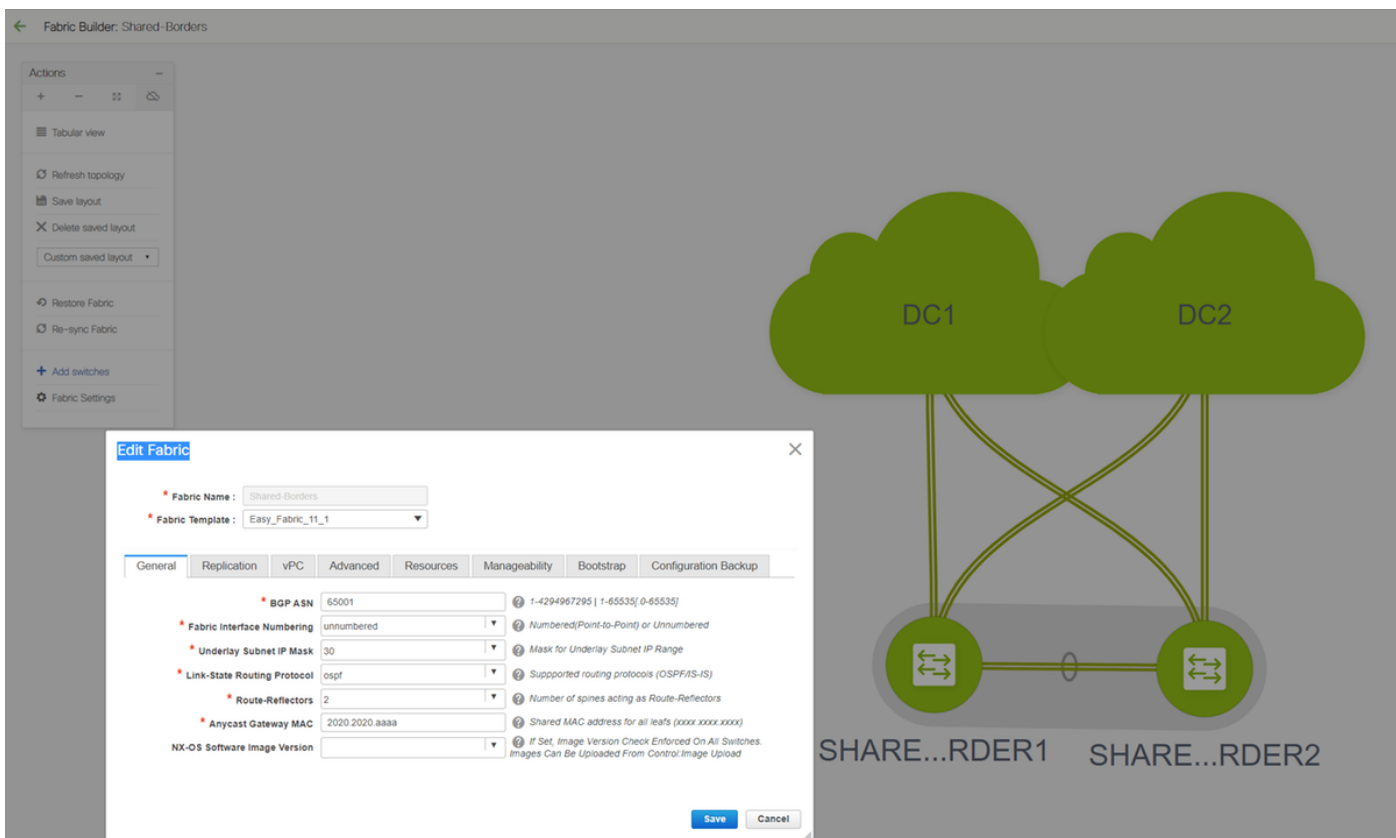 Fabric Builder: Shared-Borders
Actions
Tabular view
Refresh topology
Save layout
Delete saved layout
Custom saved layout
Restore Fabric
Re-sync Fabric
Add switches
Fabric Settings
DC1 DC2
Edit Fabric
* Fabric Name : Shared-Borders
* Fabric Template : Easy_Fabric_11_1
General Replication vPC Advanced Resources Manageability Bootstrap Configuration Backup
* BGP ASN 65001 ? 1-4294967295 | 1-65535[.0-65535]
* Fabric Interface Numbering unnumbered ? Numbered(Point-to-Point) or Unnumbered
* Underlay Subnet IP Mask 30 ? Mask for Underlay Subnet IP Range
* Link-State Routing Protocol ospf ? Suppported routing protocols (OSPF/IS-IS)
* Route-Reflectors 2 ? Number of spines acting as Route-Reflectors
* Anycast Gateway MAC 2020.2020.aaaa ? Shared MAC address for all leafs (xxxx.xxxx.xxxx)
NX-OS Software Image Version ? If Set, Image Version Check Enforced On All Switches.
Images Can Be Uploaded From Control:Image Upload
Save Cancel
SHARE...RDER1 SHARE...RDER2